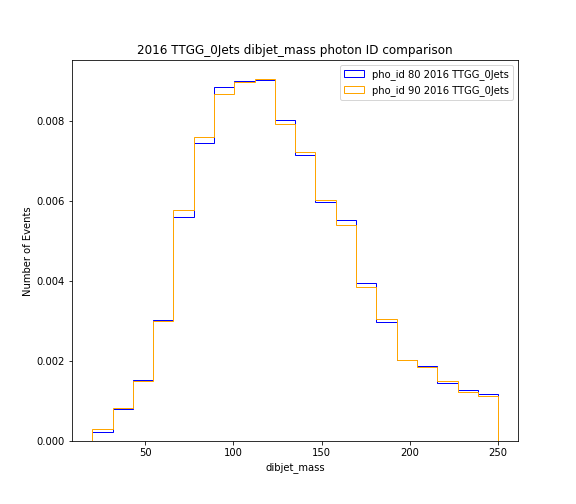 2016 TTGG_0Jets dibjet_mass photon ID comparison
pho_id 80 2016 TTGG_0Jets
pho_id 90 2016 TTGG_0Jets
Number of Events
0.008
0.006
0.004
0.002
0.000
50
100
150
200
250
dibjet_mass